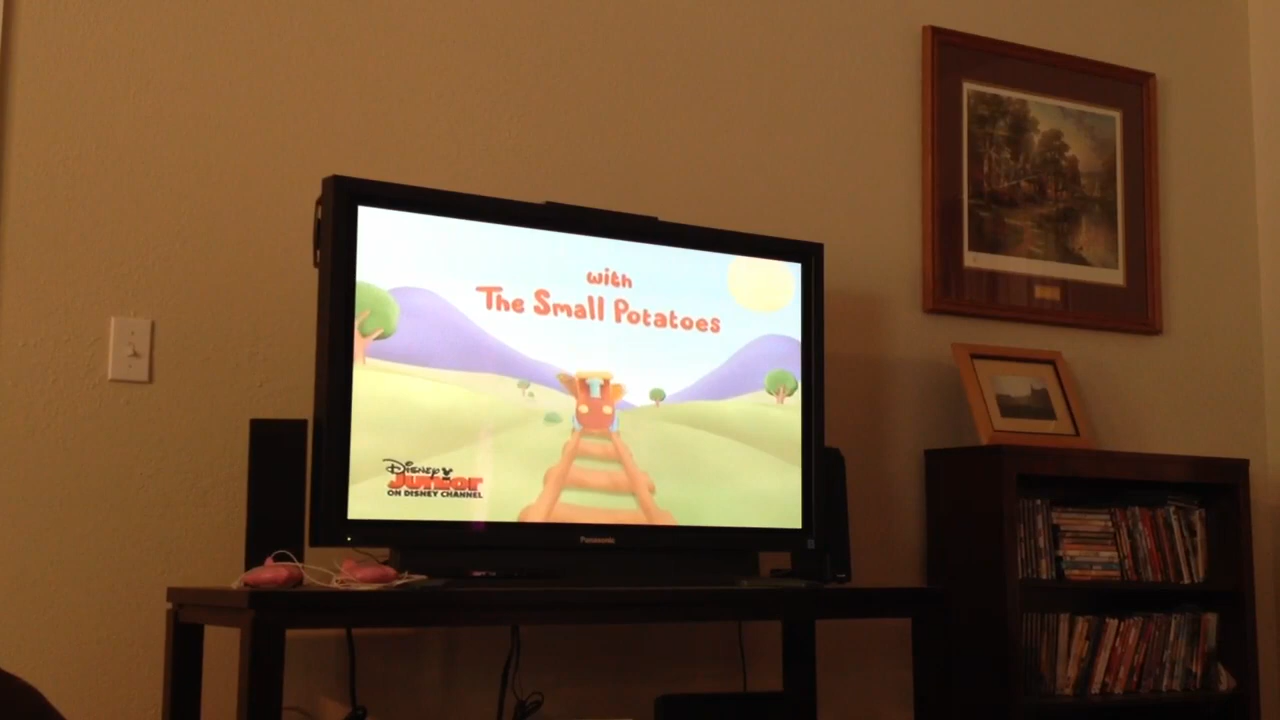 with
The Small Potatoes
Disney
Junior
ON DISNEY CHANNEL
Panasonic